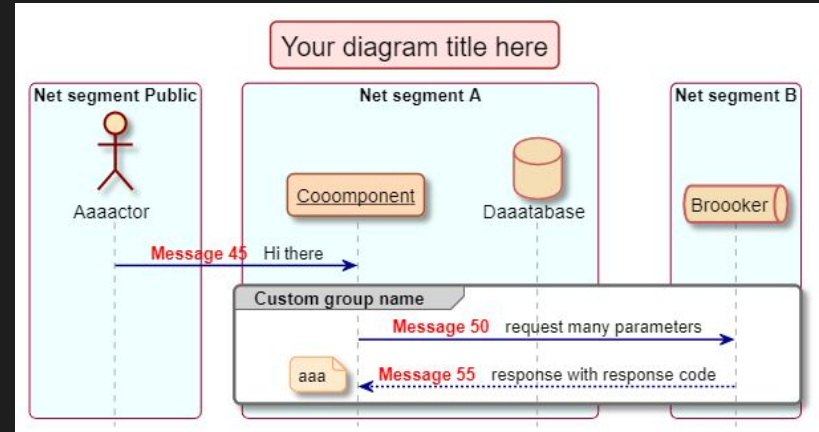 Your diagram title here
Net segment Public
Net segment A
Net segment B
Aaaactor
Cooomponent
Daaatabase
Broooker
Message 45 Hi there
Custom group name
Message 50 request many parameters
aaa
Message 55 response with response code